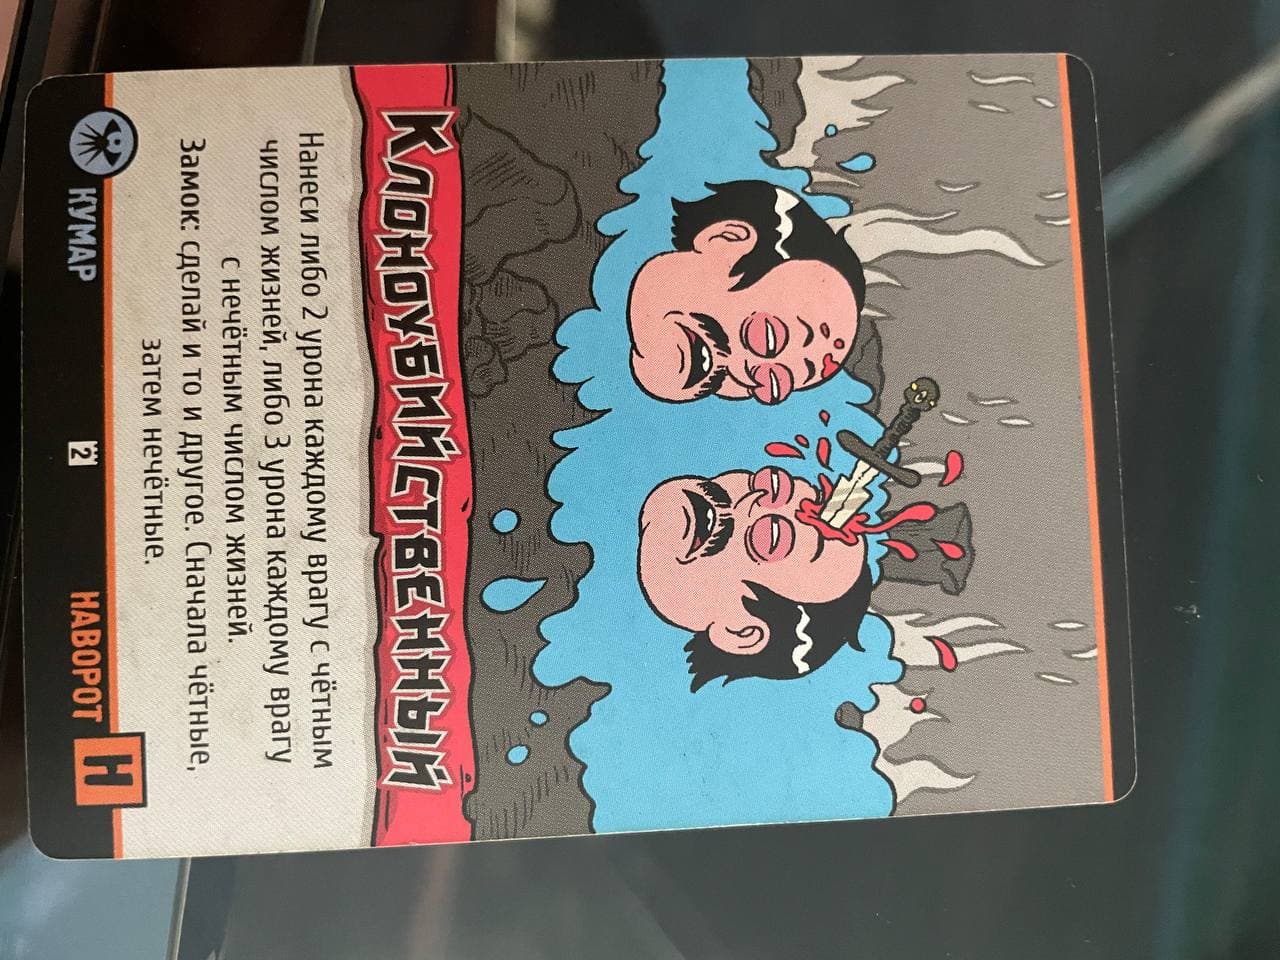 Клоноубийственный
Нанеси либо 2 урона каждому врагу с чётным
числом жизней, либо 3 урона каждому врагу
с нечётным числом жизней.
Замок: сделай и то и другое. Сначала чётные,
затем нечётные.
КУМАР 2 НАВОРОТ Н